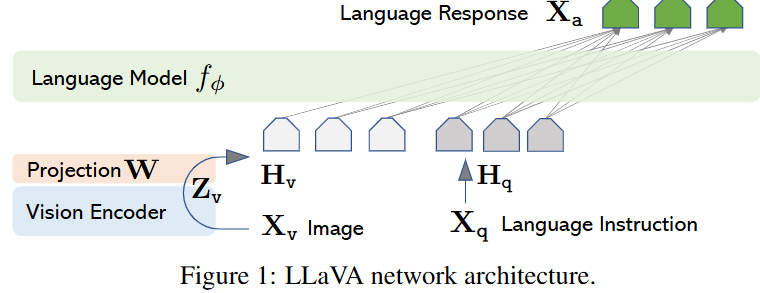 Language Response X_a
Language Model f_ϕ
Projection W
Z_v
Vision Encoder
H_v
H_q
X_v Image
X_q Language Instruction
Figure 1: LLaVA network architecture.